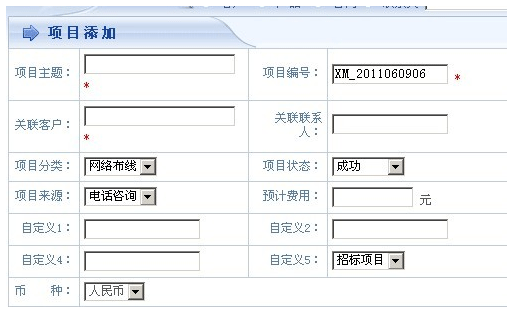 项目添加
项目主题：
*
项目编号： XM_2011060906 *
关联客户：
*
关联联系人：
项目分类： 网络布线
项目状态： 成功
项目来源： 电话咨询
预计费用： 元
自定义1：
自定义2：
自定义4：
自定义5： 招标项目
币 种： 人民币